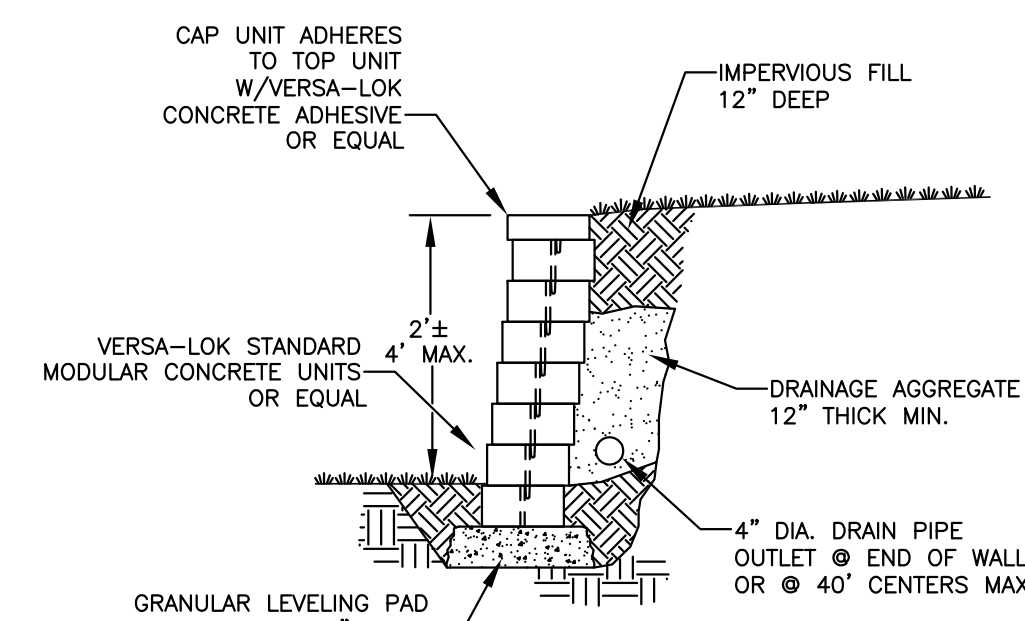 CAP UNIT ADHERES
TO TOP UNIT
W/VERSA-LOK
CONCRETE ADHESIVE
OR EQUAL
IMPERVIOUS FILL
12" DEEP
2'±
4' MAX.
VERSA-LOK STANDARD
MODULAR CONCRETE UNITS
OR EQUAL
DRAINAGE AGGREGATE
12" THICK MIN.
4" DIA. DRAIN PIPE
OUTLET @ END OF WALL
OR @ 40' CENTERS MAX
GRANULAR LEVELING PAD